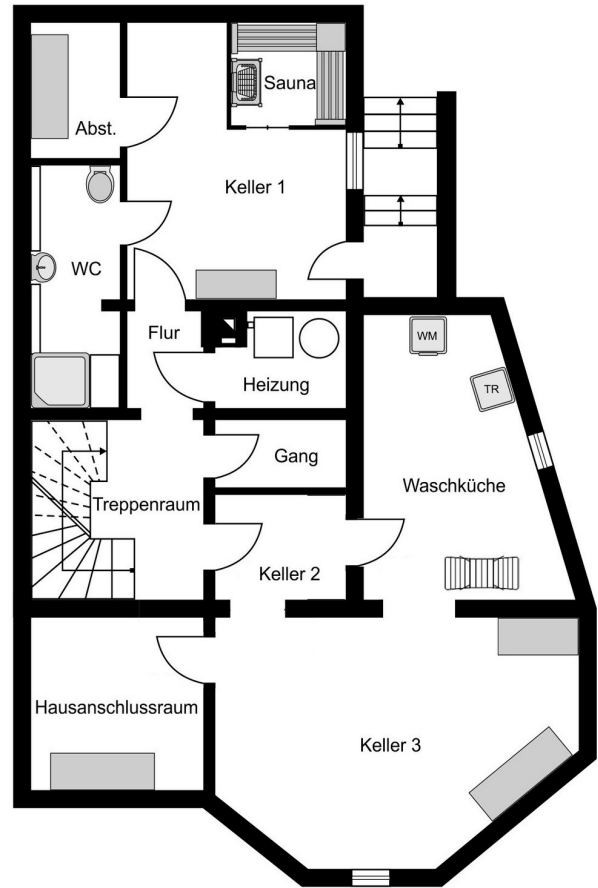 Sauna
Abst.
Keller 1
WC
Flur
WM
Heizung
TR
Gang
Waschküche
Treppenraum
Keller 2
Hausanschlussraum
Keller 3